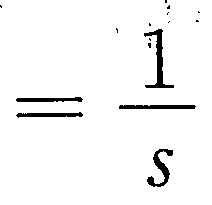 = 1/s